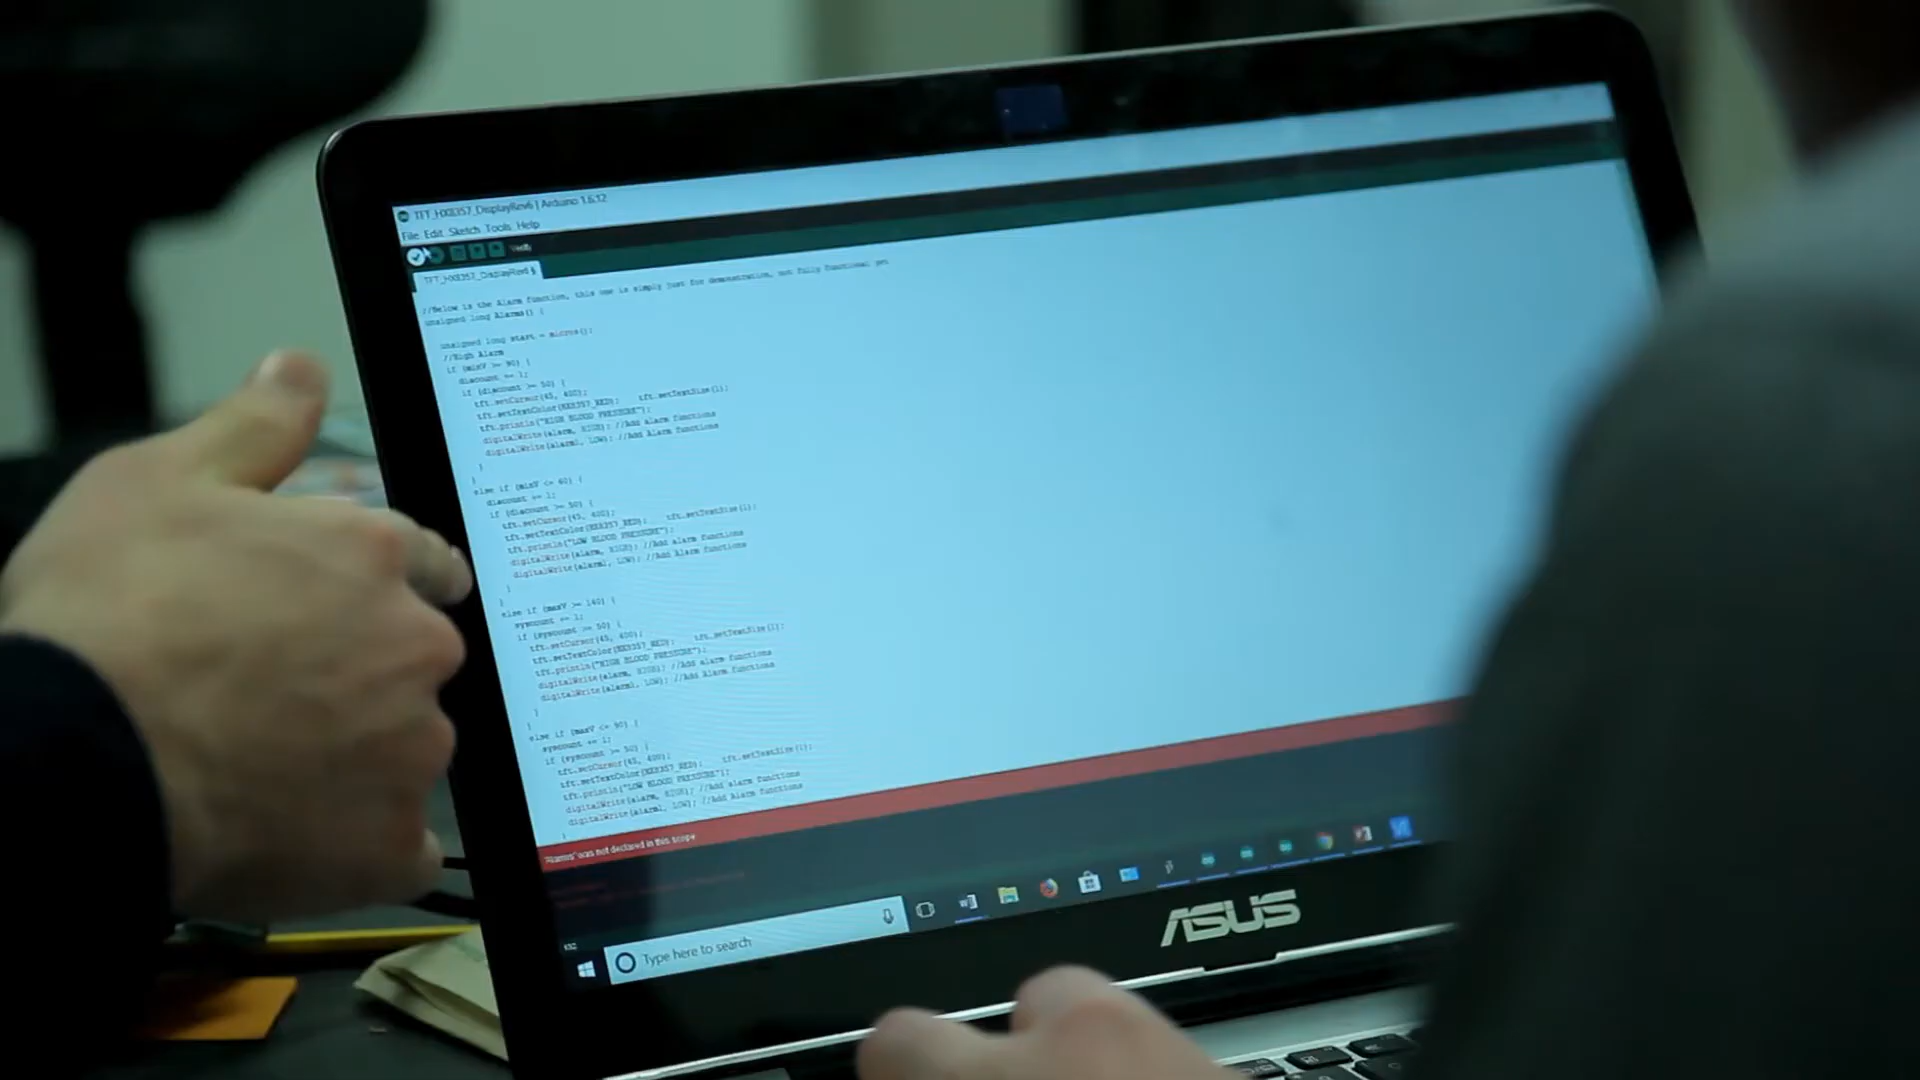 TFT_HX8357_DisplayRev6 | Arduino 1.6.12
File Edit Sketch Tools Help
Verify
TFT_HX8357_DisplayRev6 §
//Below is the Alarm function, this one is simply just for demonstration, not fully functional yet
unsigned long Alarms() {
unsigned long start = micros();
//High Alarm
if (minV >= 90) {
diacount += 1;
if (diacount >= 50) {
tft.setCursor(45, 400);
tft.setTextColor(HX8357_RED); tft.setTextSize(1);
tft.println("HIGH BLOOD PRESSURE");
digitalWrite(alarm, HIGH); //Add alarm functions
digitalWrite(alarm1, LOW); //Add Alarm functions
}
}
else if (minV <= 60) {
diacount += 1;
if (diacount >= 50) {
tft.setCursor(45, 400);
tft.setTextColor(HX8357_RED); tft.setTextSize(1);
tft.println("LOW BLOOD PRESSURE");
digitalWrite(alarm, HIGH); //Add alarm functions
digitalWrite(alarm1, LOW); //Add Alarm functions
}
}
else if (maxV >= 140) {
syscount += 1;
if (syscount >= 50) {
tft.setCursor(45, 400);
tft.setTextColor(HX8357_RED); tft.setTextSize(1);
tft.println("HIGH BLOOD PRESSURE");
digitalWrite(alarm, HIGH); //Add alarm functions
digitalWrite(alarm1, LOW); //Add Alarm functions
}
}
else if (maxV <= 90) {
syscount += 1;
if (syscount >= 50) {
tft.setCursor(45, 400);
tft.setTextColor(HX8357_RED); tft.setTextSize(1);
tft.println("LOW BLOOD PRESSURE");
digitalWrite(alarm, HIGH); //Add alarm functions
digitalWrite(alarm1, LOW); //Add Alarm functions
}
'Alarms' was not declared in this scope
Type here to search
ASUS